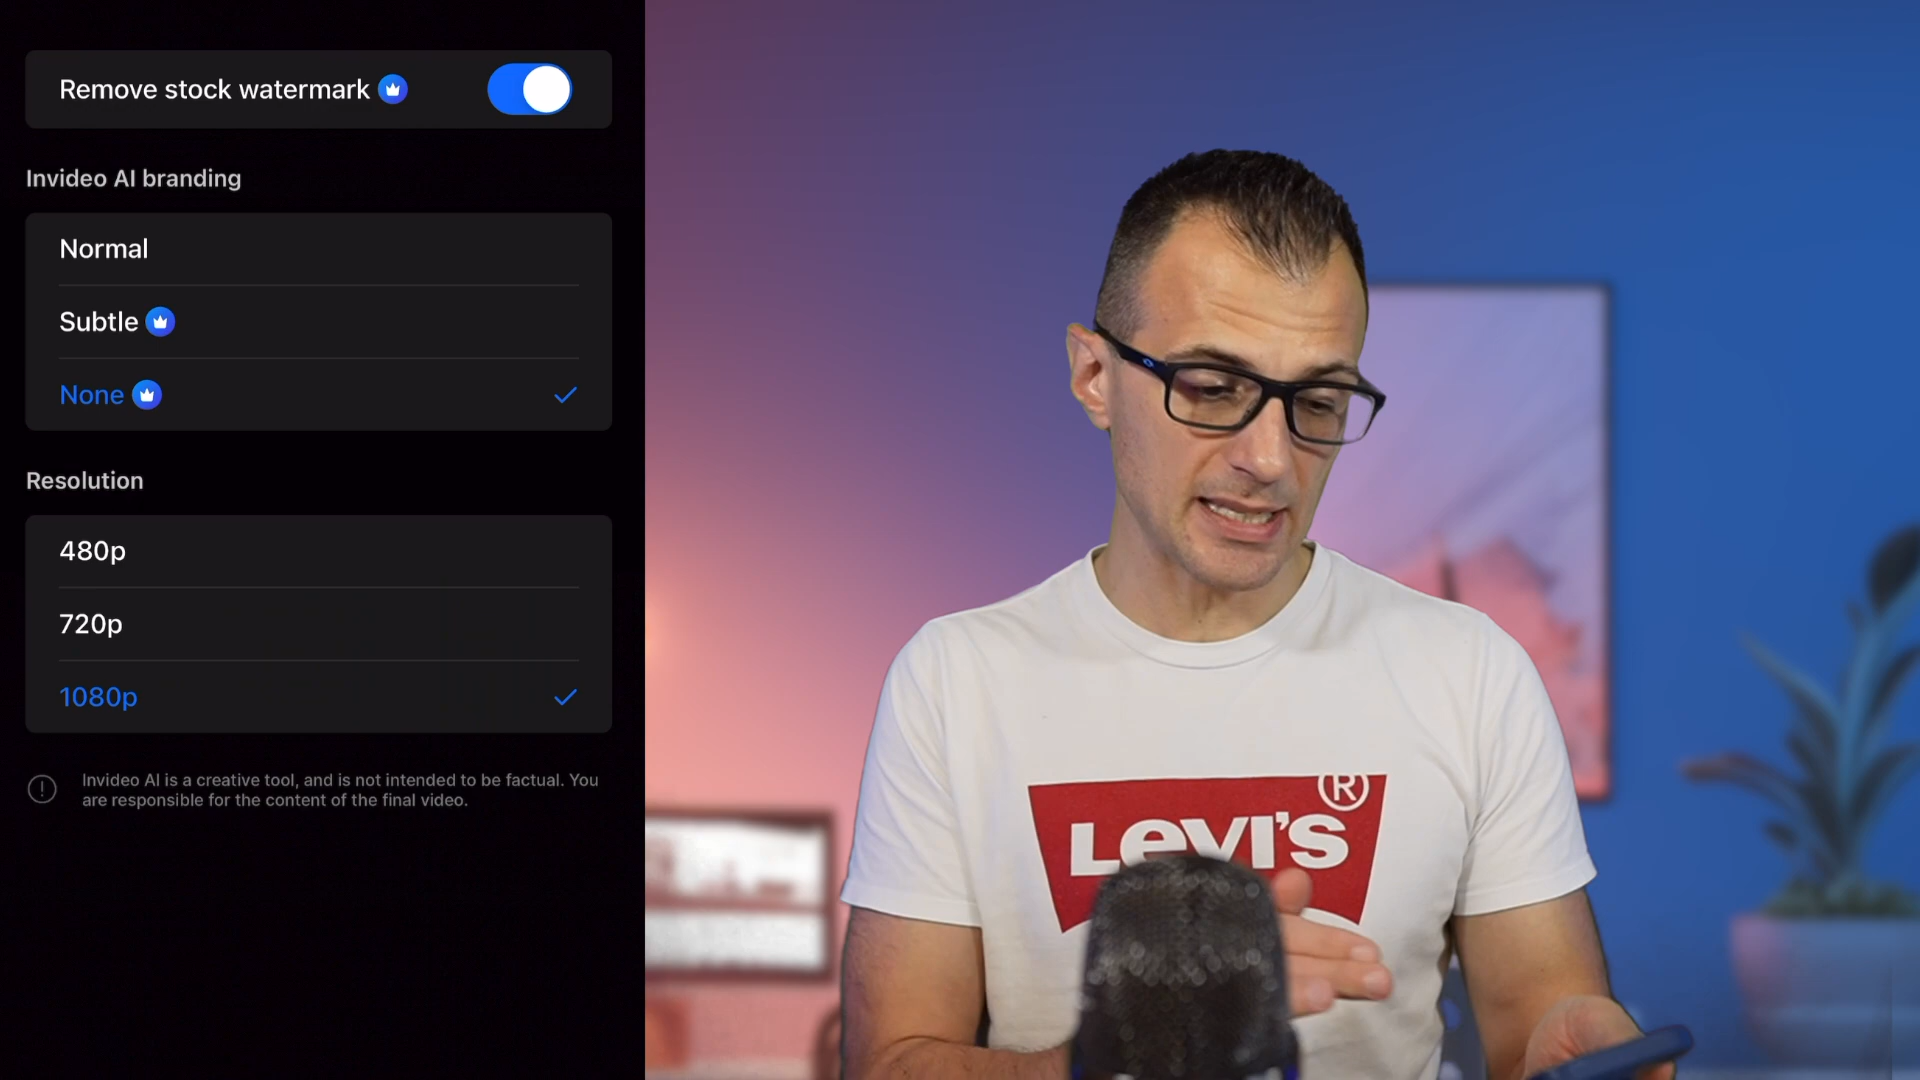 Remove stock watermark
Invideo AI branding
Normal
Subtle
None
Resolution
480p
720p
1080p
Invideo AI is a creative tool, and is not intended to be factual. You
are responsible for the content of the final video.
LEVI'S ®